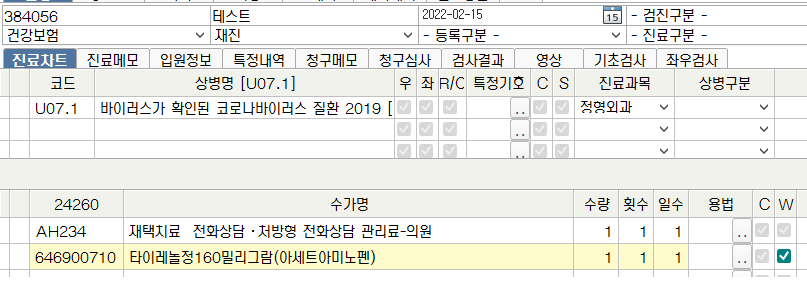 384056 테스트 2022-02-15 15 - 검진구분 -
건강보험 재진 - 등록구분 - - 진료구분 -
진료차트 진료메모 입원정보 특정내역 청구메모 청구심사 검사결과 영상 기초검사 좌우검사
코드 상병명 [U07.1] 우 좌 R/C 특정기호 C S 진료과목 상병구분
U07.1 바이러스가 확인된 코로나바이러스 질환 2019 [ .. 정형외과
..
..
24260 수가명 수량 횟수 일수 용법 C W
AH234 재택치료 전화상담·처방형 전화상담 관리료-의원 1 1 1 ..
646900710 타이레놀정160밀리그람(아세트아미노펜) 1 1 1 ..